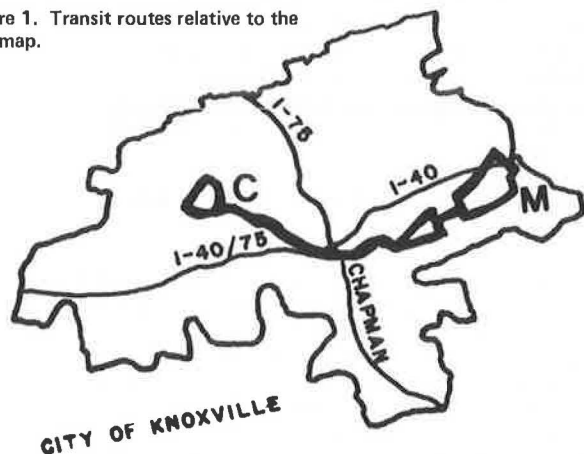 re 1. Transit routes relative to the
map.
I-75
C
I-40
M
I-40/75
CHAPMAN
CITY OF KNOXVILLE